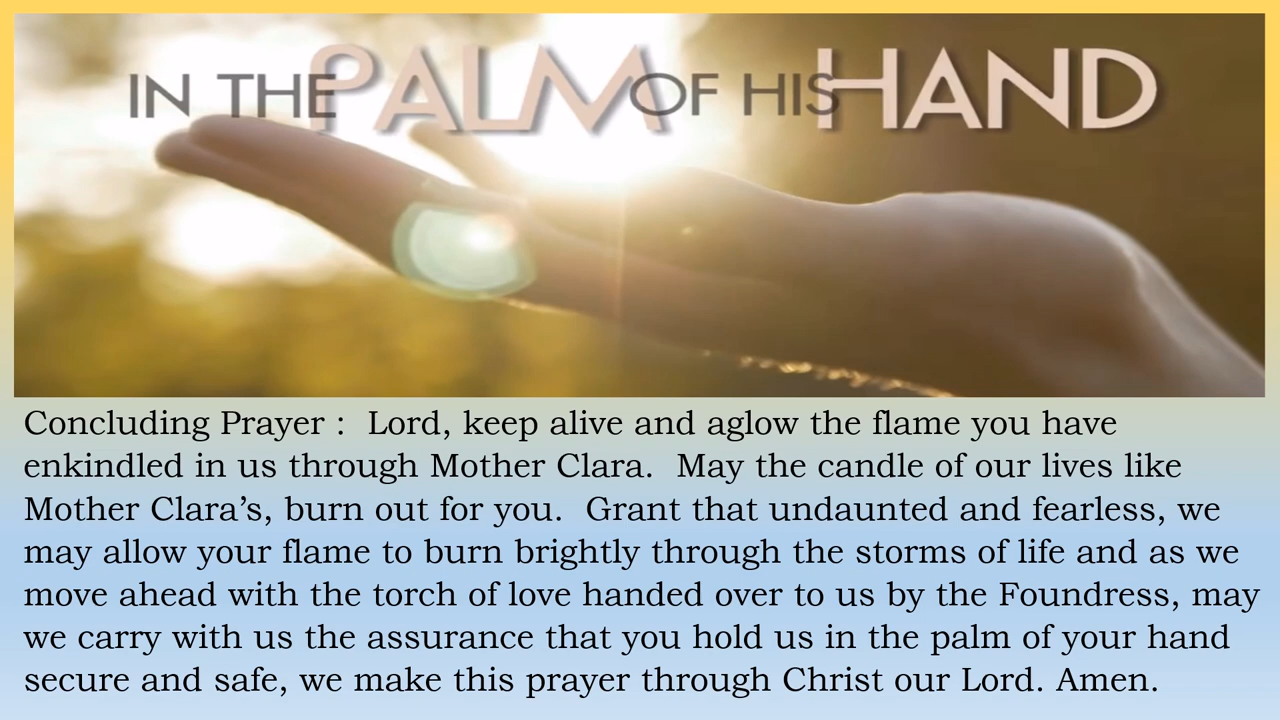 IN THE PALM OF HIS HAND
Concluding Prayer :  Lord, keep alive and aglow the flame you have
enkindled in us through Mother Clara.  May the candle of our lives like
Mother Clara’s, burn out for you.  Grant that undaunted and fearless, we
may allow your flame to burn brightly through the storms of life and as we
move ahead with the torch of love handed over to us by the Foundress, may
we carry with us the assurance that you hold us in the palm of your hand
secure and safe, we make this prayer through Christ our Lord. Amen.